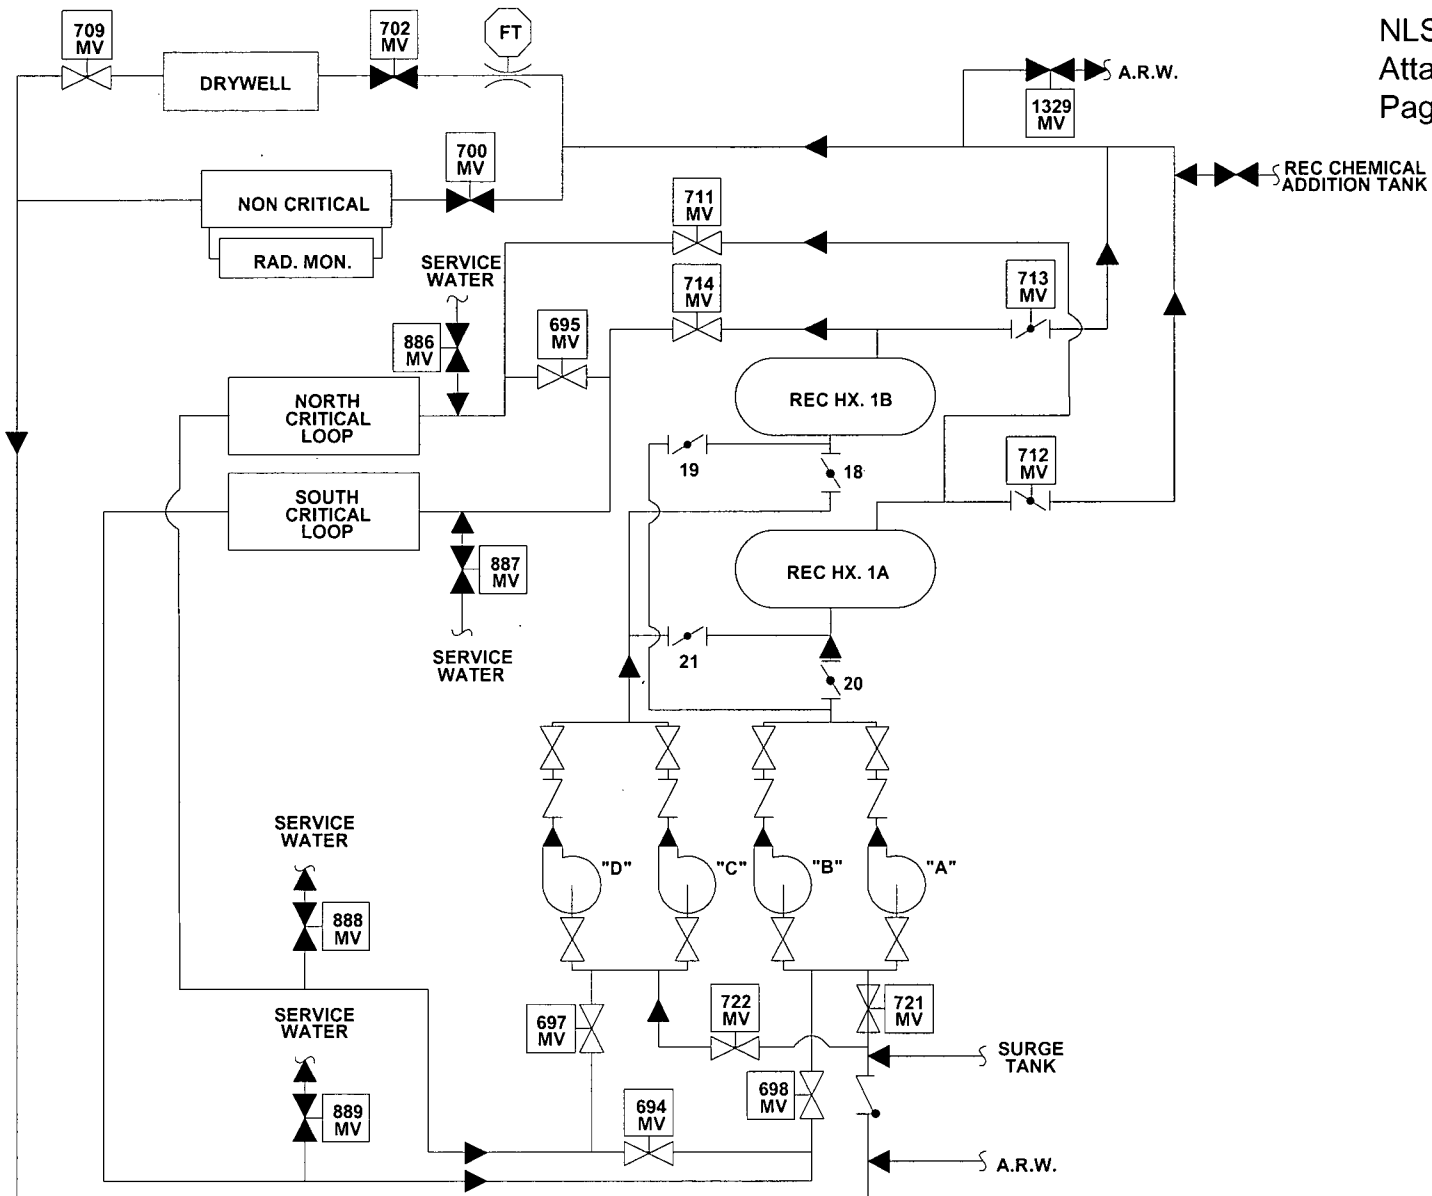 NLS
Atta
Pag
709
MV
702
MV
FT
DRYWELL
A.R.W.
1329
MV
700
MV
NON CRITICAL
RAD. MON.
REC CHEMICAL
ADDITION TANK
711
MV
SERVICE
WATER
714
MV
713
MV
886
MV
695
MV
NORTH
CRITICAL
LOOP
REC HX. 1B
19
18
712
MV
SOUTH
CRITICAL
LOOP
887
MV
REC HX. 1A
SERVICE
WATER
21
20
SERVICE
WATER
"D"
"C"
"B"
"A"
888
MV
SERVICE
WATER
697
MV
722
MV
721
MV
SURGE
TANK
889
MV
694
MV
698
MV
A.R.W.